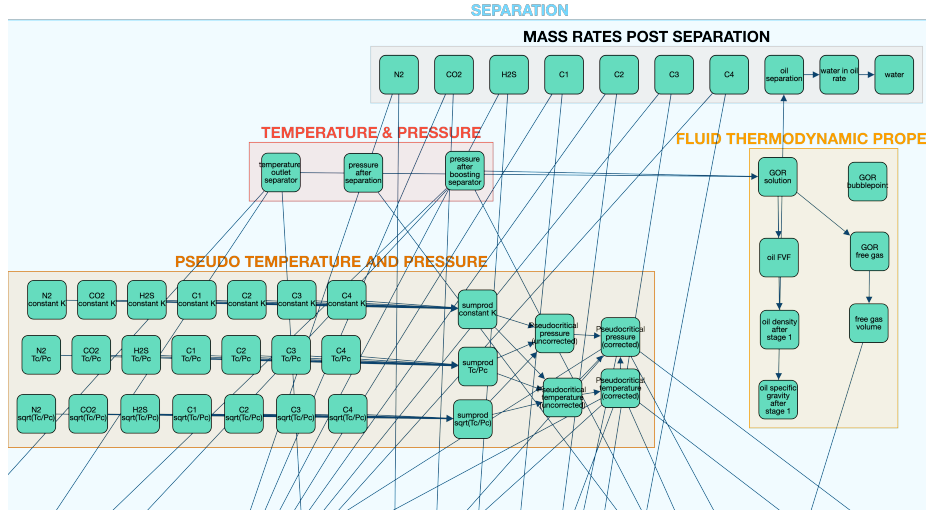 SEPARATION
MASS RATES POST SEPARATION
N2
CO2
H2S
C1
C2
C3
C4
oil
separation
water in oil
rate
water
TEMPERATURE & PRESSURE
temperature
outlet
separator
pressure
after
separation
pressure
after
boosting
separator
FLUID THERMODYNAMIC PROPE
GOR
solution
GOR
bubblepoint
oil FVF
GOR
free gas
oil density
after
stage 1
free gas
volume
oil specific
gravity
after
stage 1
PSEUDO TEMPERATURE AND PRESSURE
N2
constant K
CO2
constant K
H2S
constant K
C1
constant K
C2
constant K
C3
constant K
C4
constant K
sumprod
constant K
N2
Tc/Pc
CO2
Tc/Pc
H2S
Tc/Pc
C1
Tc/Pc
C2
Tc/Pc
C3
Tc/Pc
C4
Tc/Pc
sumprod
Tc/Pc
N2
sqrt(Tc/Pc)
CO2
sqrt(Tc/Pc)
H2S
sqrt(Tc/Pc)
C1
sqrt(Tc/Pc)
C2
sqrt(Tc/Pc)
C3
sqrt(Tc/Pc)
C4
sqrt(Tc/Pc)
sumprod
sqrt(Tc/Pc)
Pseudocritical
pressure
(uncorrected)
Pseudocritical
pressure
(corrected)
Pseudocritical
temperature
(uncorrected)
Pseudocritical
temperature
(corrected)